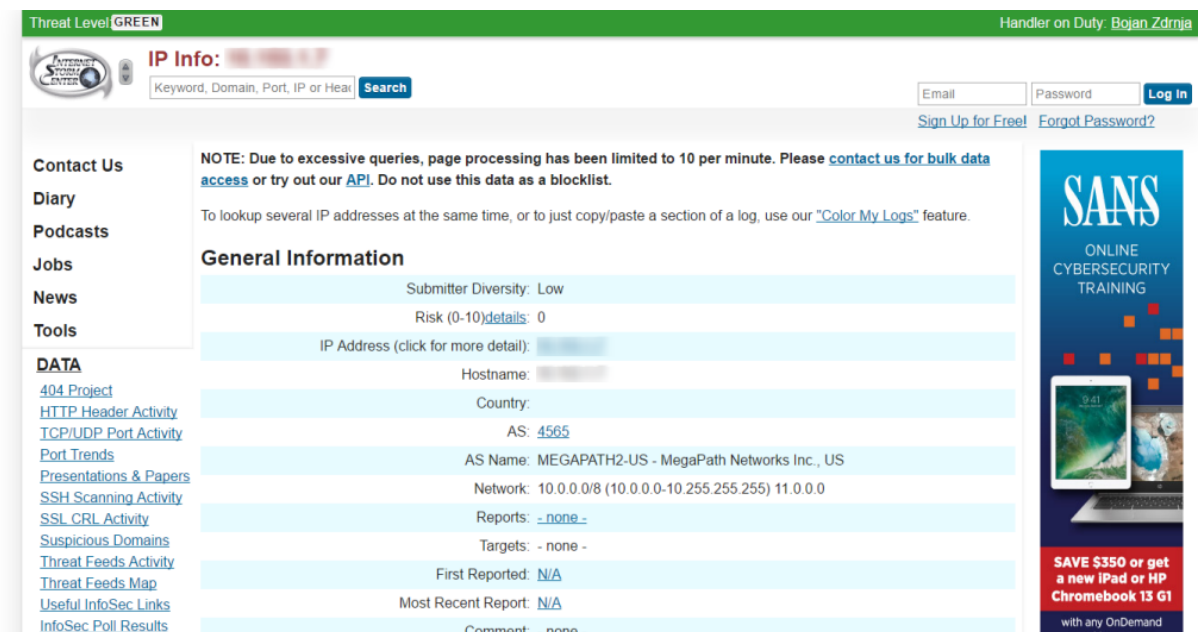 Threat Level: GREEN
Handler on Duty: Bojan Zdrnja
INTERNET
STORM
CENTER
IP Info:
Keyword, Domain, Port, IP or Head
Search
Email
Password
Log In
Sign Up for Free!
Forgot Password?
Contact Us
Diary
Podcasts
Jobs
News
Tools
DATA
404 Project
HTTP Header Activity
TCP/UDP Port Activity
Port Trends
Presentations & Papers
SSH Scanning Activity
SSL CRL Activity
Suspicious Domains
Threat Feeds Activity
Threat Feeds Map
Useful InfoSec Links
InfoSec Poll Results
NOTE: Due to excessive queries, page processing has been limited to 10 per minute. Please contact us for bulk data
access or try out our API. Do not use this data as a blocklist.
To lookup several IP addresses at the same time, or to just copy/paste a section of a log, use our "Color My Logs" feature.
General Information
Submitter Diversity: Low
Risk (0-10)details: 0
IP Address (click for more detail):
Hostname:
Country:
AS: 4565
AS Name: MEGAPATH2-US - MegaPath Networks Inc., US
Network: 10.0.0.0/8 (10.0.0.0-10.255.255.255) 11.0.0.0
Reports: - none -
Targets: - none -
First Reported: N/A
Most Recent Report: N/A
Comment: - none -
SANS
ONLINE
CYBERSECURITY
TRAINING
9:41
SAVE $350 or get
a new iPad or HP
Chromebook 13 G1
with any OnDemand